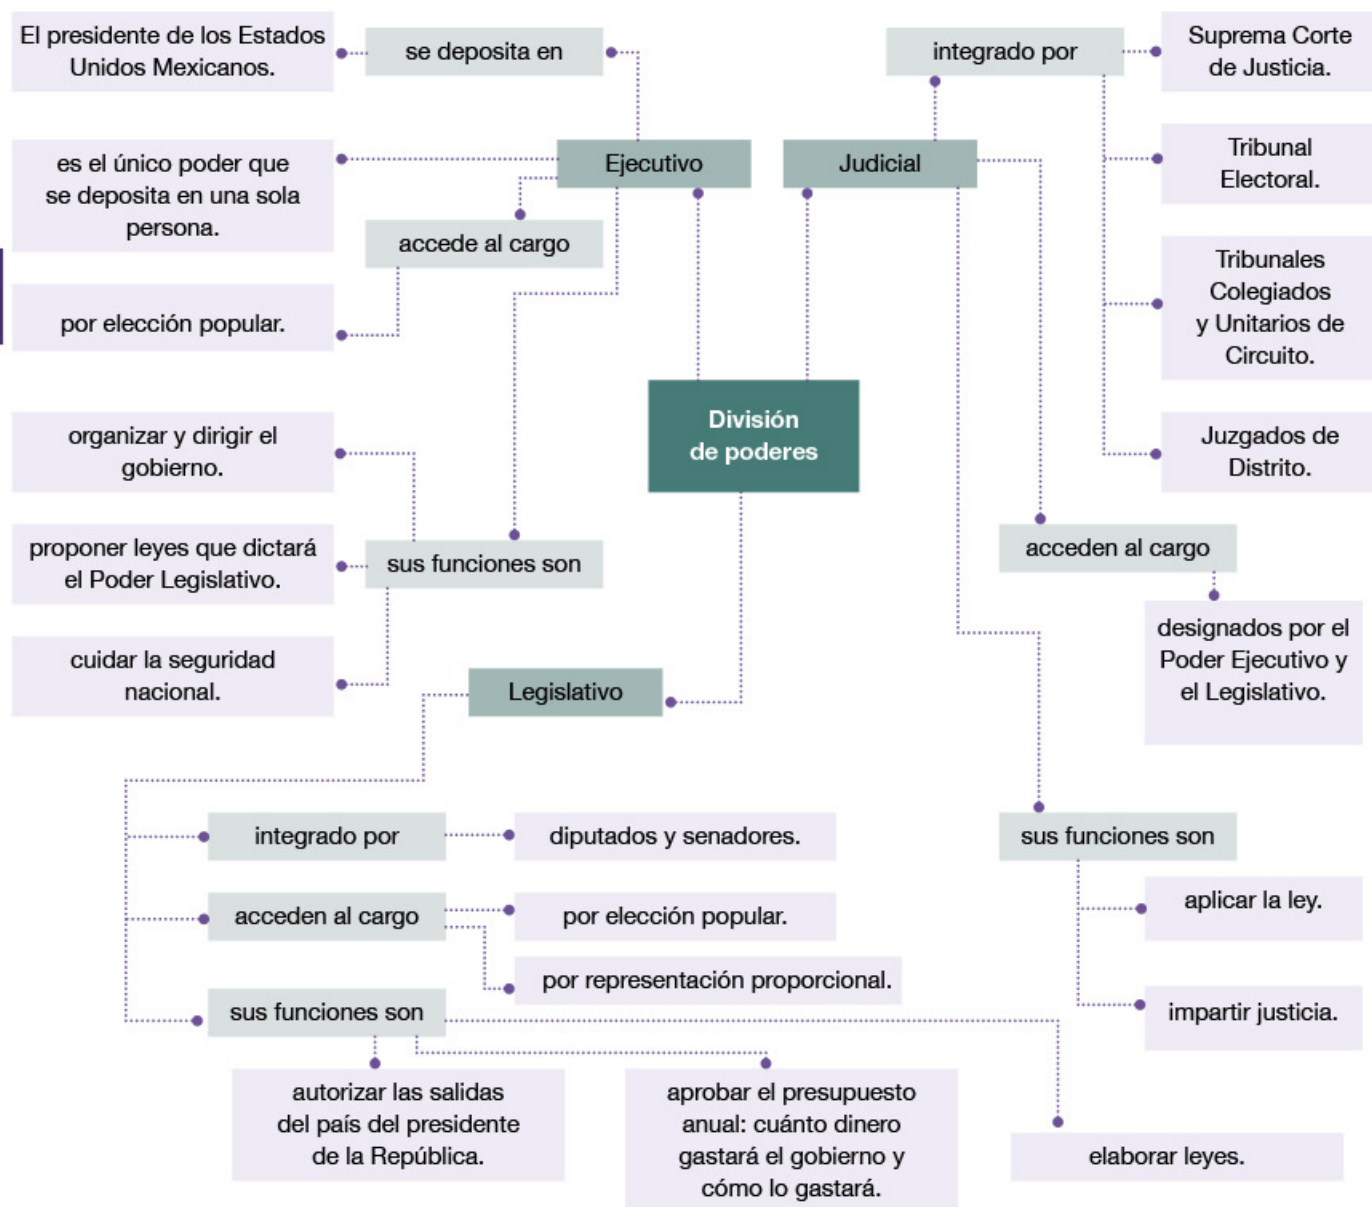 El presidente de los Estados
Unidos Mexicanos.
se deposita en
es el único poder que
se deposita en una sola
persona.
Ejecutivo
accede al cargo
por elección popular.
organizar y dirigir el
gobierno.
proponer leyes que dictará
el Poder Legislativo.
sus funciones son
cuidar la seguridad
nacional.
División
de poderes
Judicial
integrado por
Suprema Corte
de Justicia.
Tribunal
Electoral.
Tribunales
Colegiados
y Unitarios de
Circuito.
Juzgados de
Distrito.
acceden al cargo
designados por el
Poder Ejecutivo y
el Legislativo.
sus funciones son
aplicar la ley.
impartir justicia.
Legislativo
integrado por
diputados y senadores.
acceden al cargo
por elección popular.
por representación proporcional.
sus funciones son
autorizar las salidas
del país del presidente
de la República.
aprobar el presupuesto
anual: cuánto dinero
gastará el gobierno y
cómo lo gastará.
elaborar leyes.